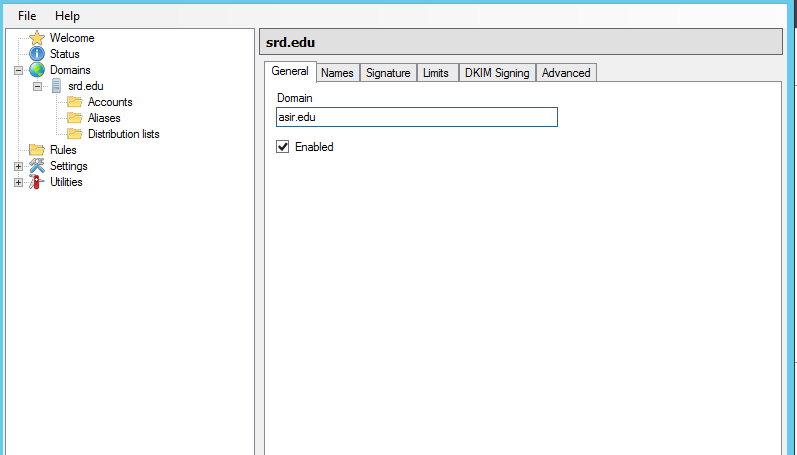 File Help
Welcome
Status
Domains
srd.edu
Accounts
Aliases
Distribution lists
Rules
Settings
Utilities
srd.edu
General Names Signature Limits DKIM Signing Advanced
Domain
asir.edu
Enabled